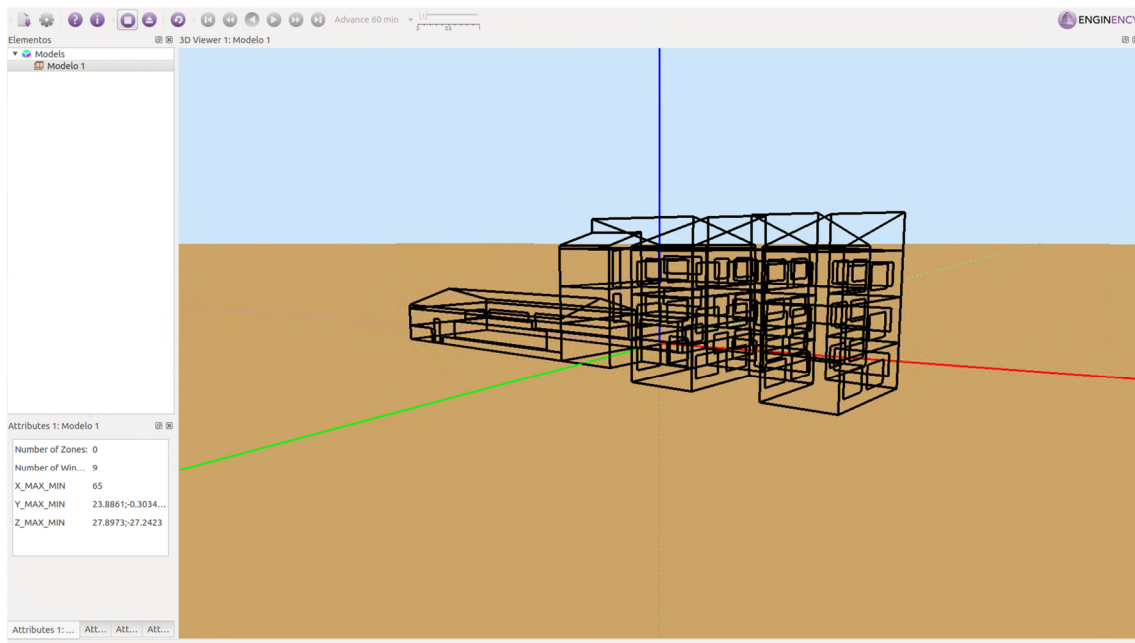 Advance 60 min
ENGINENCY
Elementos
3D Viewer 1: Modelo 1
Models
Modelo 1
Attributes 1: Modelo 1
Number of Zones: 0
Number of Win... 9
X_MAX_MIN 65
Y_MAX_MIN 23.8861;-0.3034...
Z_MAX_MIN 27.8973;-27.2423
Attributes 1: ... Att... Att... Att...